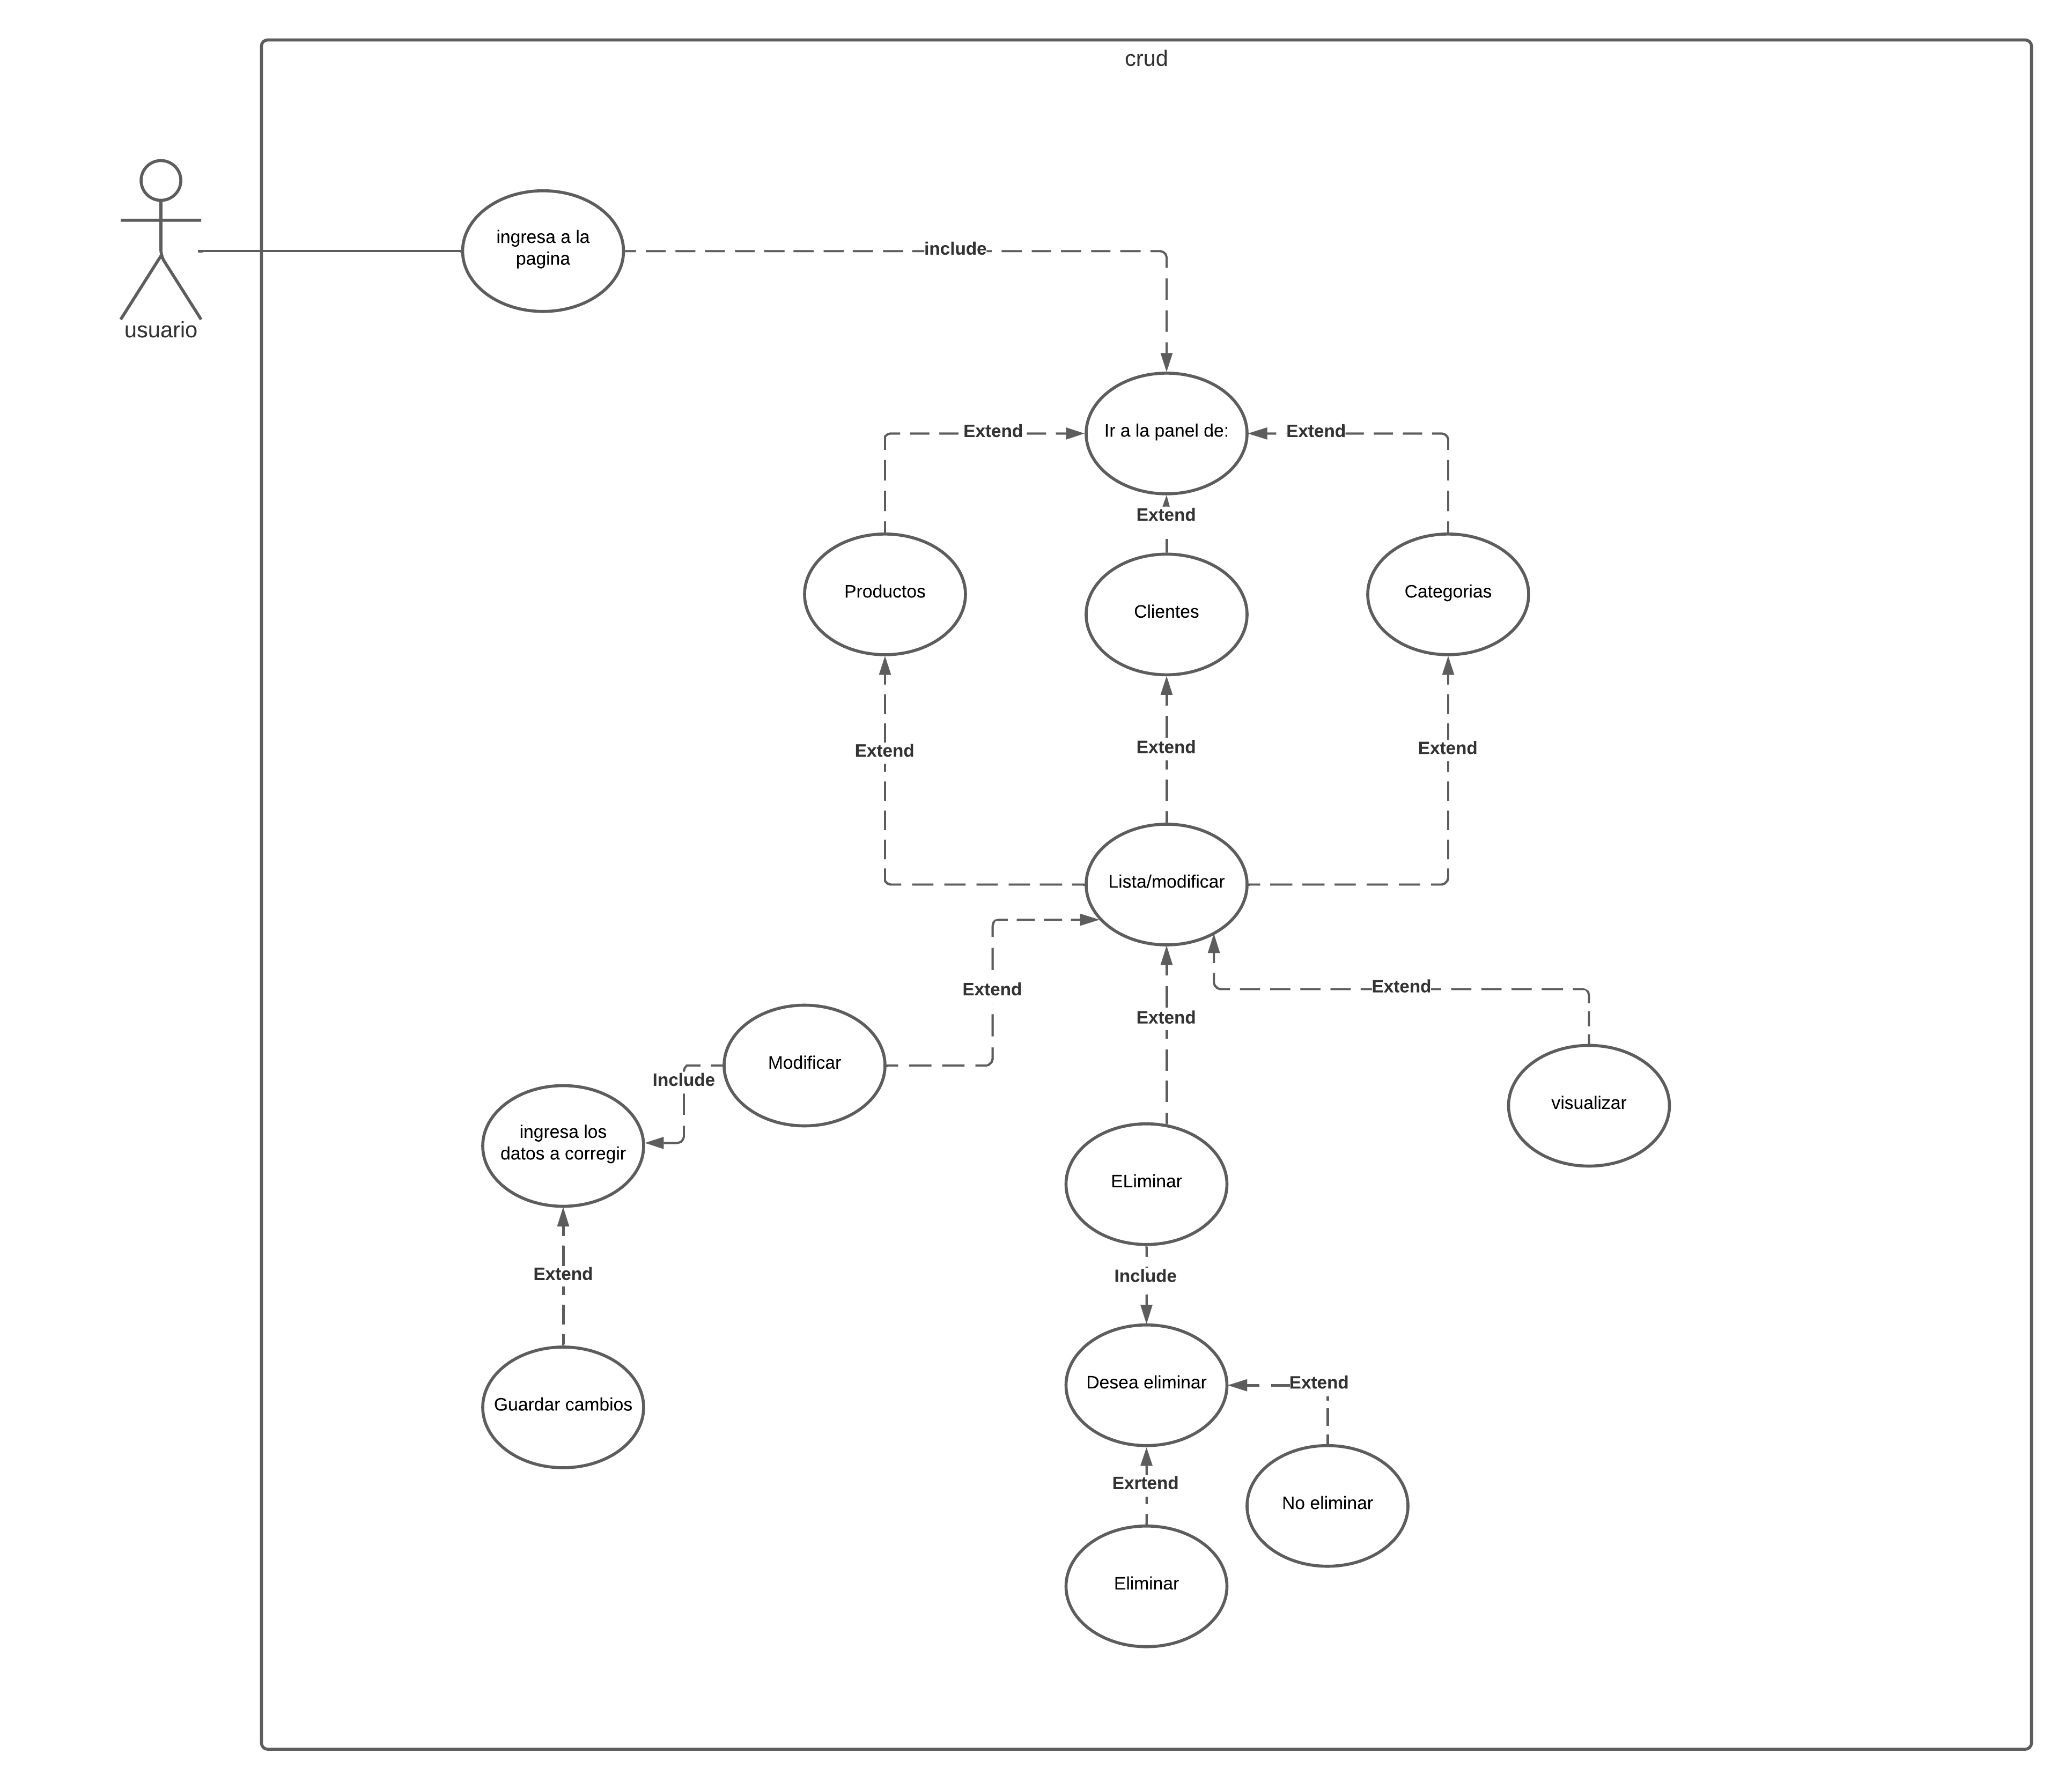 crud
ingresa a la
pagina
include
usuario
Ir a la panel de:
Extend
Extend
Extend
Productos
Clientes
Categorias
Extend
Extend
Extend
Lista/modificar
Extend
Extend
Extend
Modificar
Include
visualizar
ingresa los
datos a corregir
ELiminar
Extend
Include
Guardar cambios
Desea eliminar
Extend
Exrtend
No eliminar
Eliminar